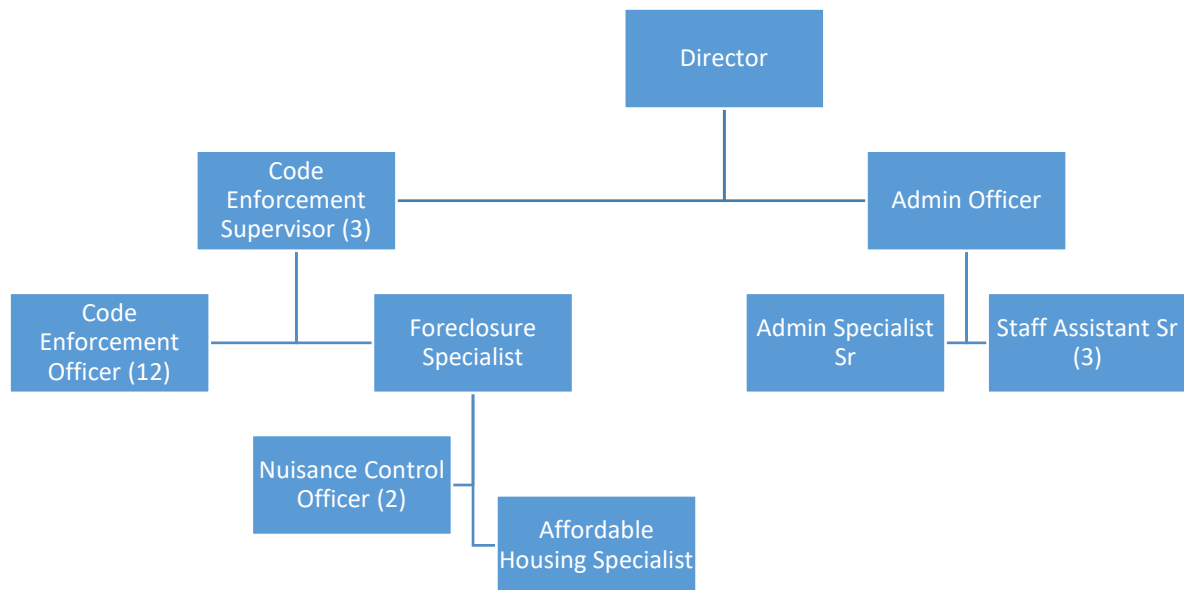 Director
Code
Enforcement
Supervisor (3)
Admin Officer
Code
Enforcement
Officer (12)
Foreclosure
Specialist
Admin Specialist
Sr
Staff Assistant Sr
(3)
Nuisance Control
Officer (2)
Affordable
Housing Specialist